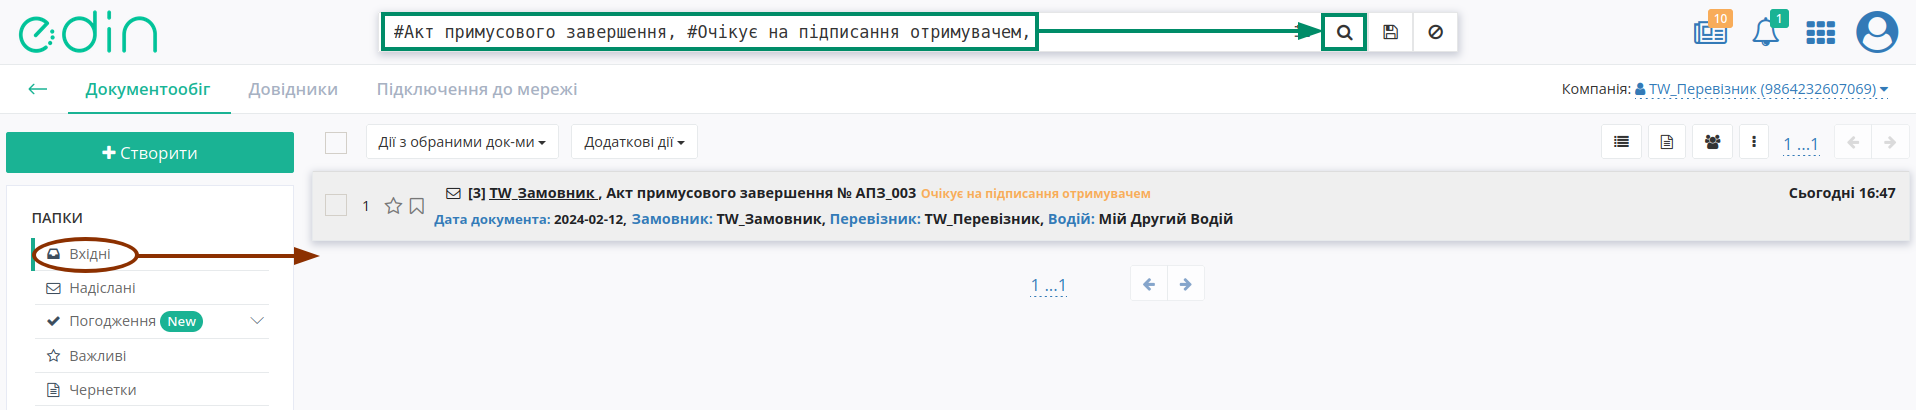 edin
#Акт примусового завершення, #Очікує на підписання отримувачем,
10
1
Документообіг
Довідники
Підключення до мережі
Компанія: TW_Перевізник (9864232607069)
Створити
Дії з обраними док-ми
Додаткові дії
1 ...1
ПАПКИ
Вхідні
Надіслані
Погодження New
Важливі
Чернетки
1
[3] TW_Замовник , Акт примусового завершення № АПЗ_003 Очікує на підписання отримувачем
Сьогодні 16:47
Дата документа: 2024-02-12, Замовник: TW_Замовник, Перевізник: TW_Перевізник, Водій: Мій Другий Водій
1 ...1